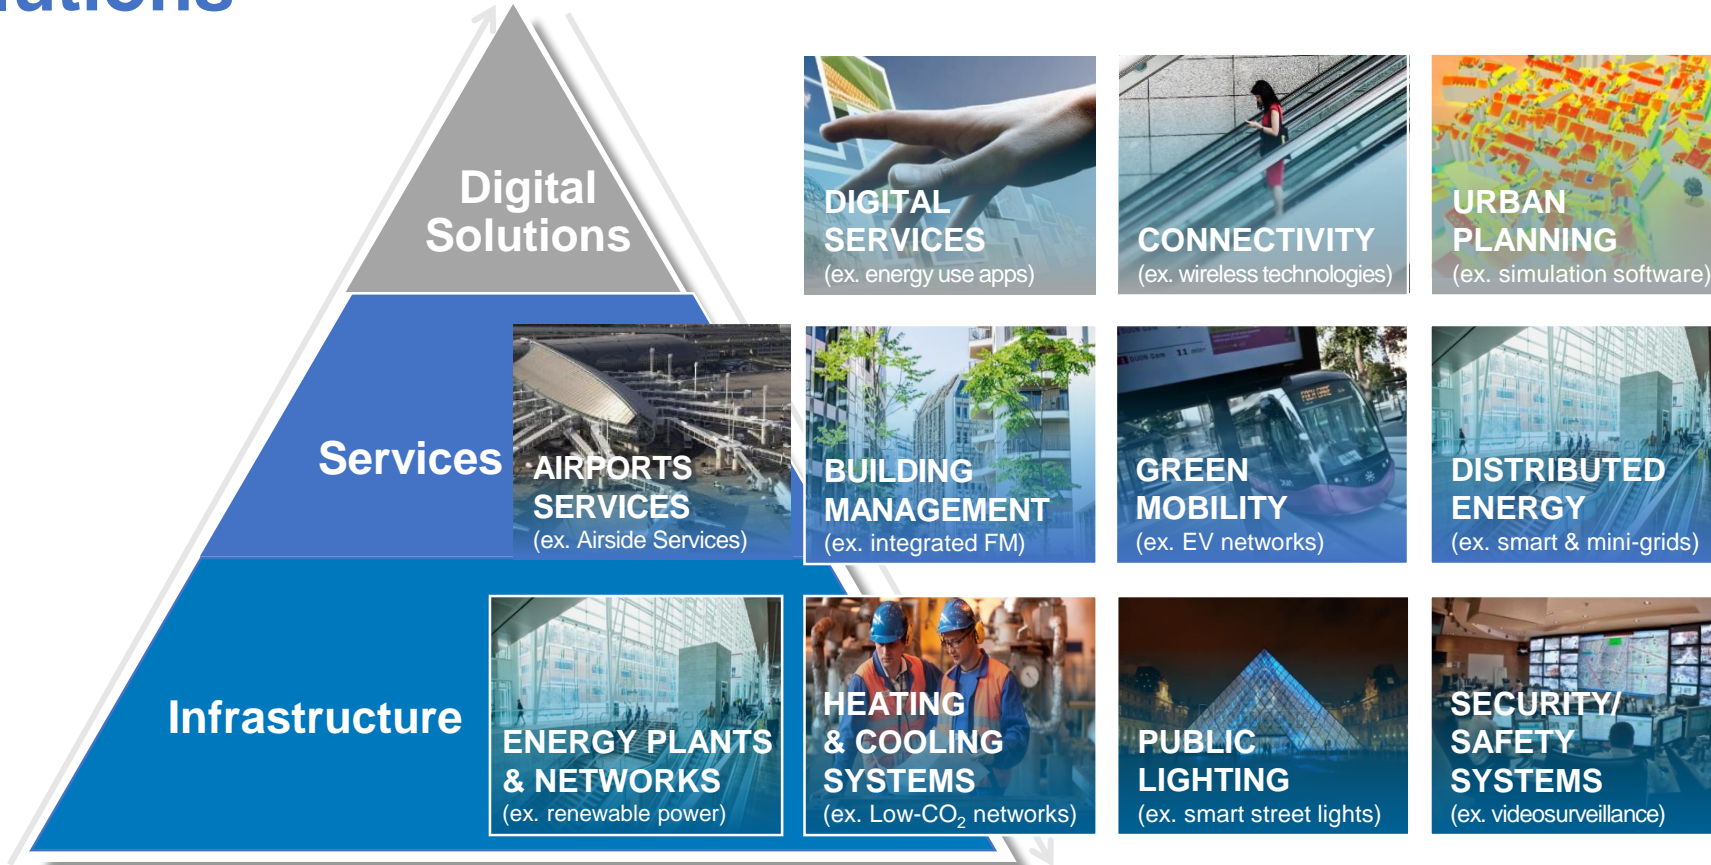 Digital
Solutions
DIGITAL
SERVICES
(ex. energy use apps)
CONNECTIVITY
(ex. wireless technologies)
URBAN
PLANNING
(ex. simulation software)
Services
AIRPORTS
SERVICES
(ex. Airside Services)
BUILDING
MANAGEMENT
(ex. integrated FM)
GREEN
MOBILITY
(ex. EV networks)
DISTRIBUTED
ENERGY
(ex. smart & mini-grids)
Infrastructure
ENERGY PLANTS
& NETWORKS
(ex. renewable power)
HEATING
& COOLING
SYSTEMS
(ex. Low-CO₂ networks)
PUBLIC
LIGHTING
(ex. smart street lights)
SECURITY/
SAFETY
SYSTEMS
(ex. videosurveillance)